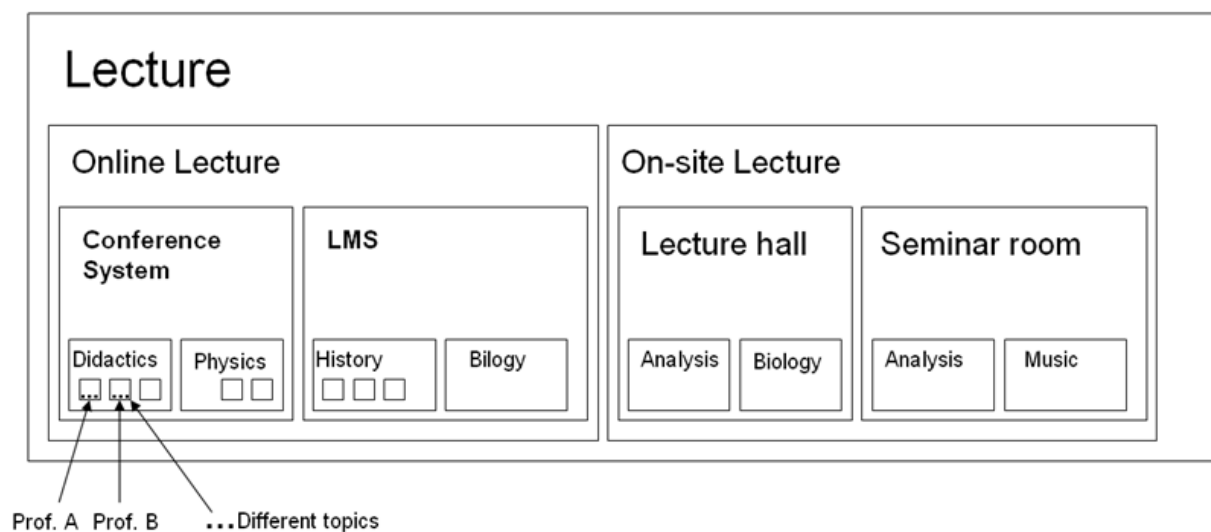 Lecture
Online Lecture
On-site Lecture
Conference
System
LMS
Lecture hall
Seminar room
Didactics
Physics
History
Bilogy
Analysis
Biology
Analysis
Music
...
...
Prof. A
Prof. B
...Different topics